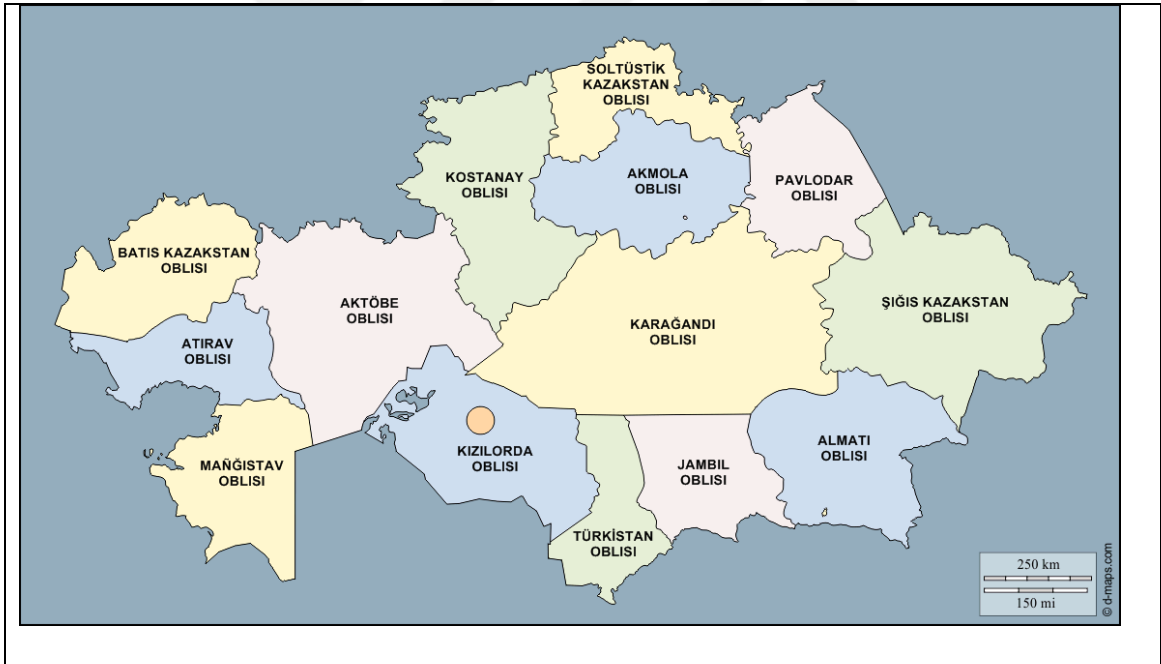 SOLTÜSTİK
KAZAKSTAN
OBLISI
KOSTANAY
OBLISI
AKMOLA
OBLISI
PAVLODAR
OBLISI
BATIS KAZAKSTAN
OBLISI
AKTÖBE
OBLISI
ŞIĞIS KAZAKSTAN
OBLISI
KARAĞANDI
OBLISI
ATIRAV
OBLISI
MAÑĞISTAV
OBLISI
KIZILORDA
OBLISI
JAMBIL
OBLISI
ALMATI
OBLISI
TÜRKİSTAN
OBLISI
250 km
150 mi
© d-maps.com